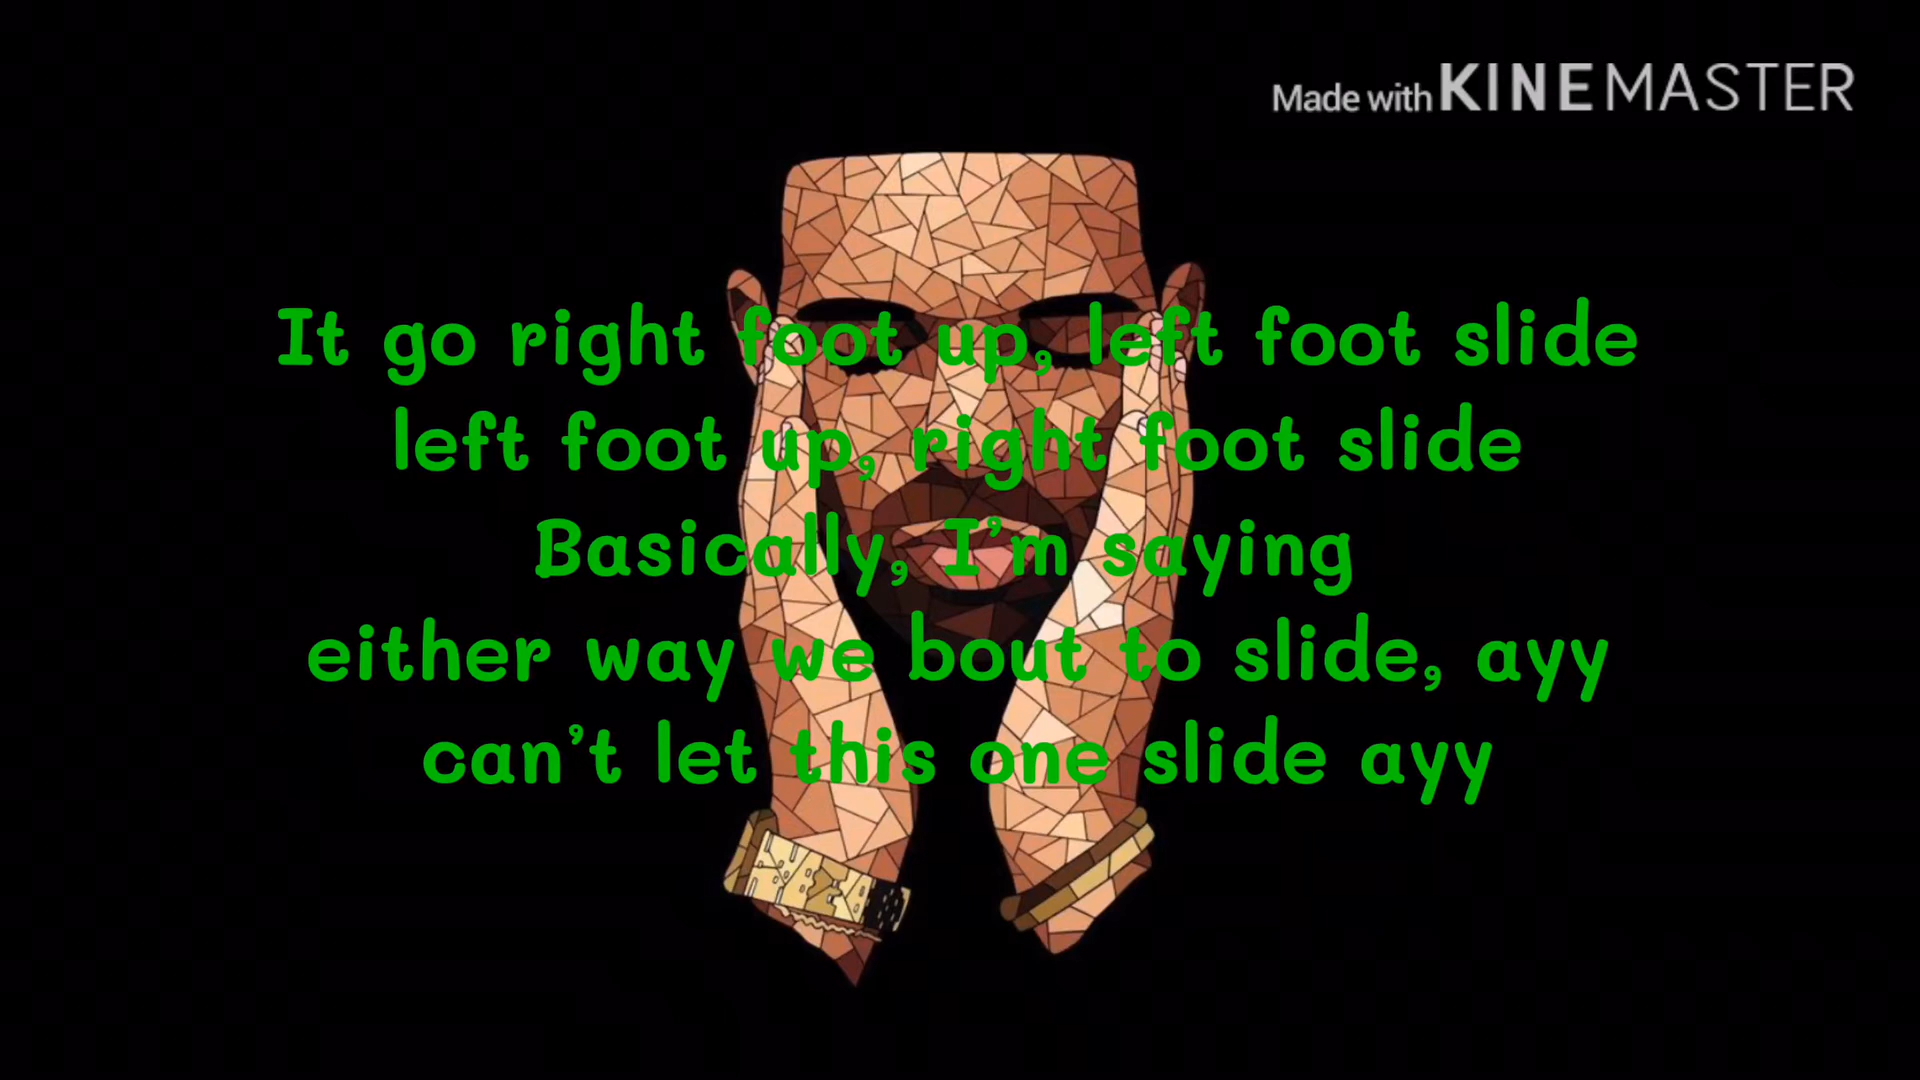 Made with KINEMASTER
It go right foot up, left foot slide
left foot up, right foot slide
Basically, I'm saying
either way we bout to slide, ayy
can't let this one slide ayy